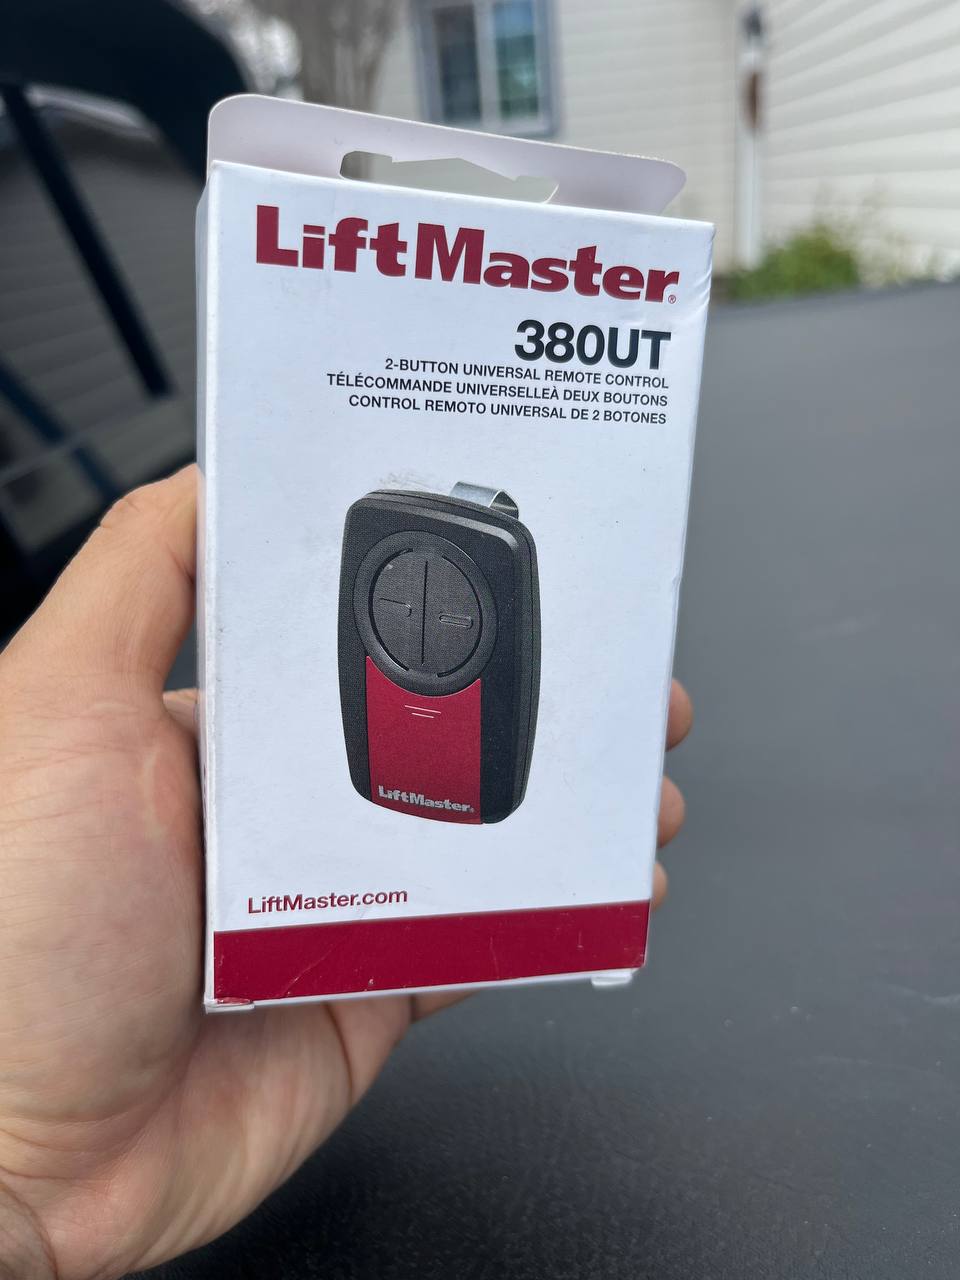 LiftMaster®
380UT
2-BUTTON UNIVERSAL REMOTE CONTROL
TÉLÉCOMMANDE UNIVERSELLEÀ DEUX BOUTONS
CONTROL REMOTO UNIVERSAL DE 2 BOTONES
LiftMaster®
LiftMaster.com